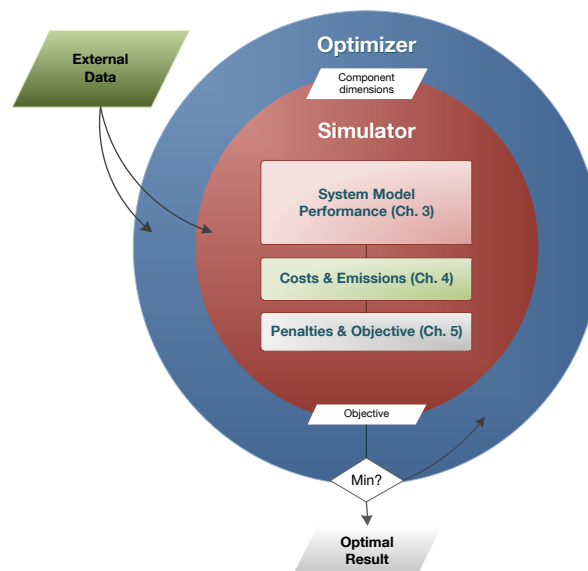 Optimizer
External
Data
Component
dimensions
Simulator
System Model
Performance (Ch. 3)
Costs & Emissions (Ch. 4)
Penalties & Objective (Ch. 5)
Objective
Min?
Optimal
Result